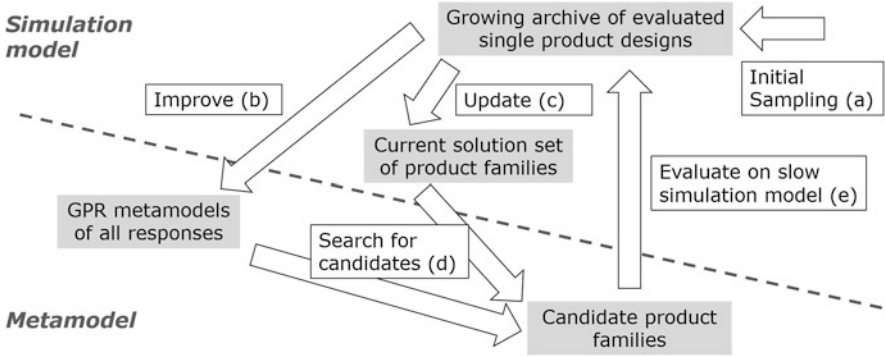 Simulation
model
Growing archive of evaluated
single product designs
Initial
Sampling (a)
Improve (b)
Update (c)
Current solution set
of product families
Evaluate on slow
simulation model (e)
GPR metamodels
of all responses
Search for
candidates (d)
Metamodel
Candidate product
families